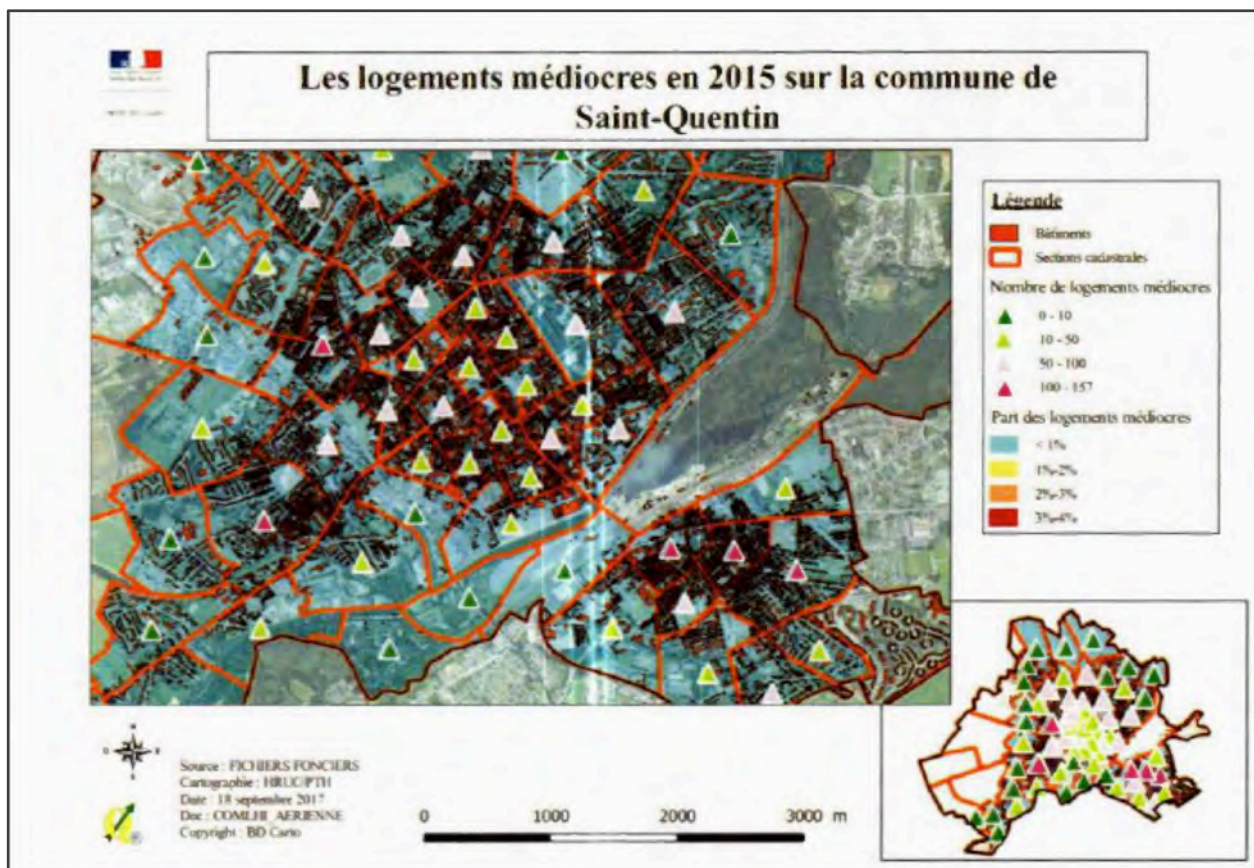 Les logements médiocres en 2015 sur la commune de
Saint-Quentin
Légende
Bâtiments
Sections cadastrales
Nombre de logements médiocres
0 - 10
10 - 50
50 - 100
100 - 157
Part des logements médiocres
< 1%
1%-2%
2%-3%
3%-4%
Source : FICHIERS FONCIERS
Cartographie : HRUC/PTH
Date : 18 septembre 2017
Doc : COMLHI_AERIENNE
Copyright : BD Carto
0 1000 2000 3000 m